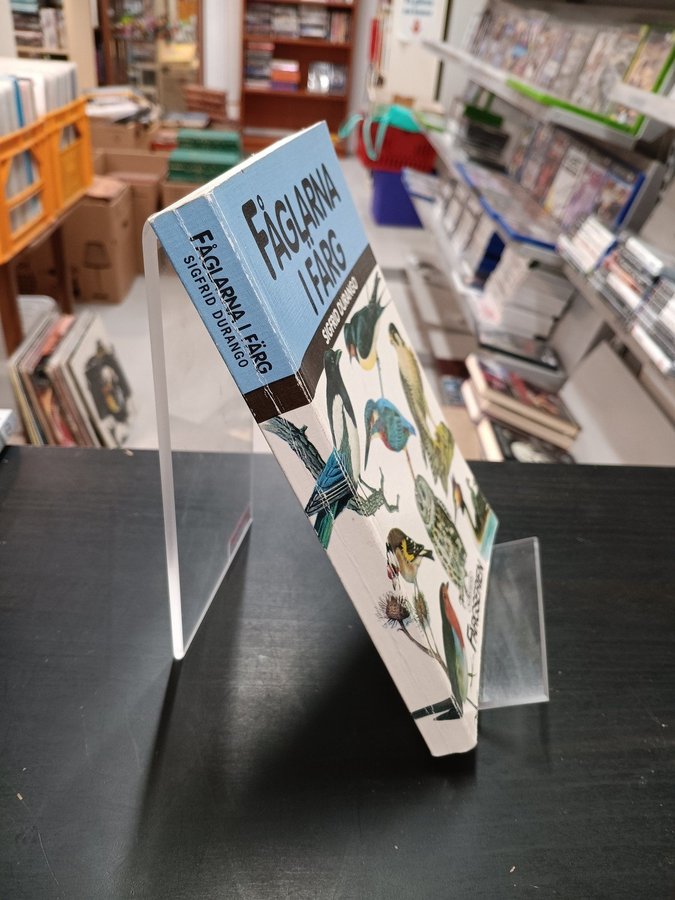 FÅGLARNA I FÄRG
SIGFRID DURANGO
FÅGLARNA
I FÄRG
SIGFRID DURANGO